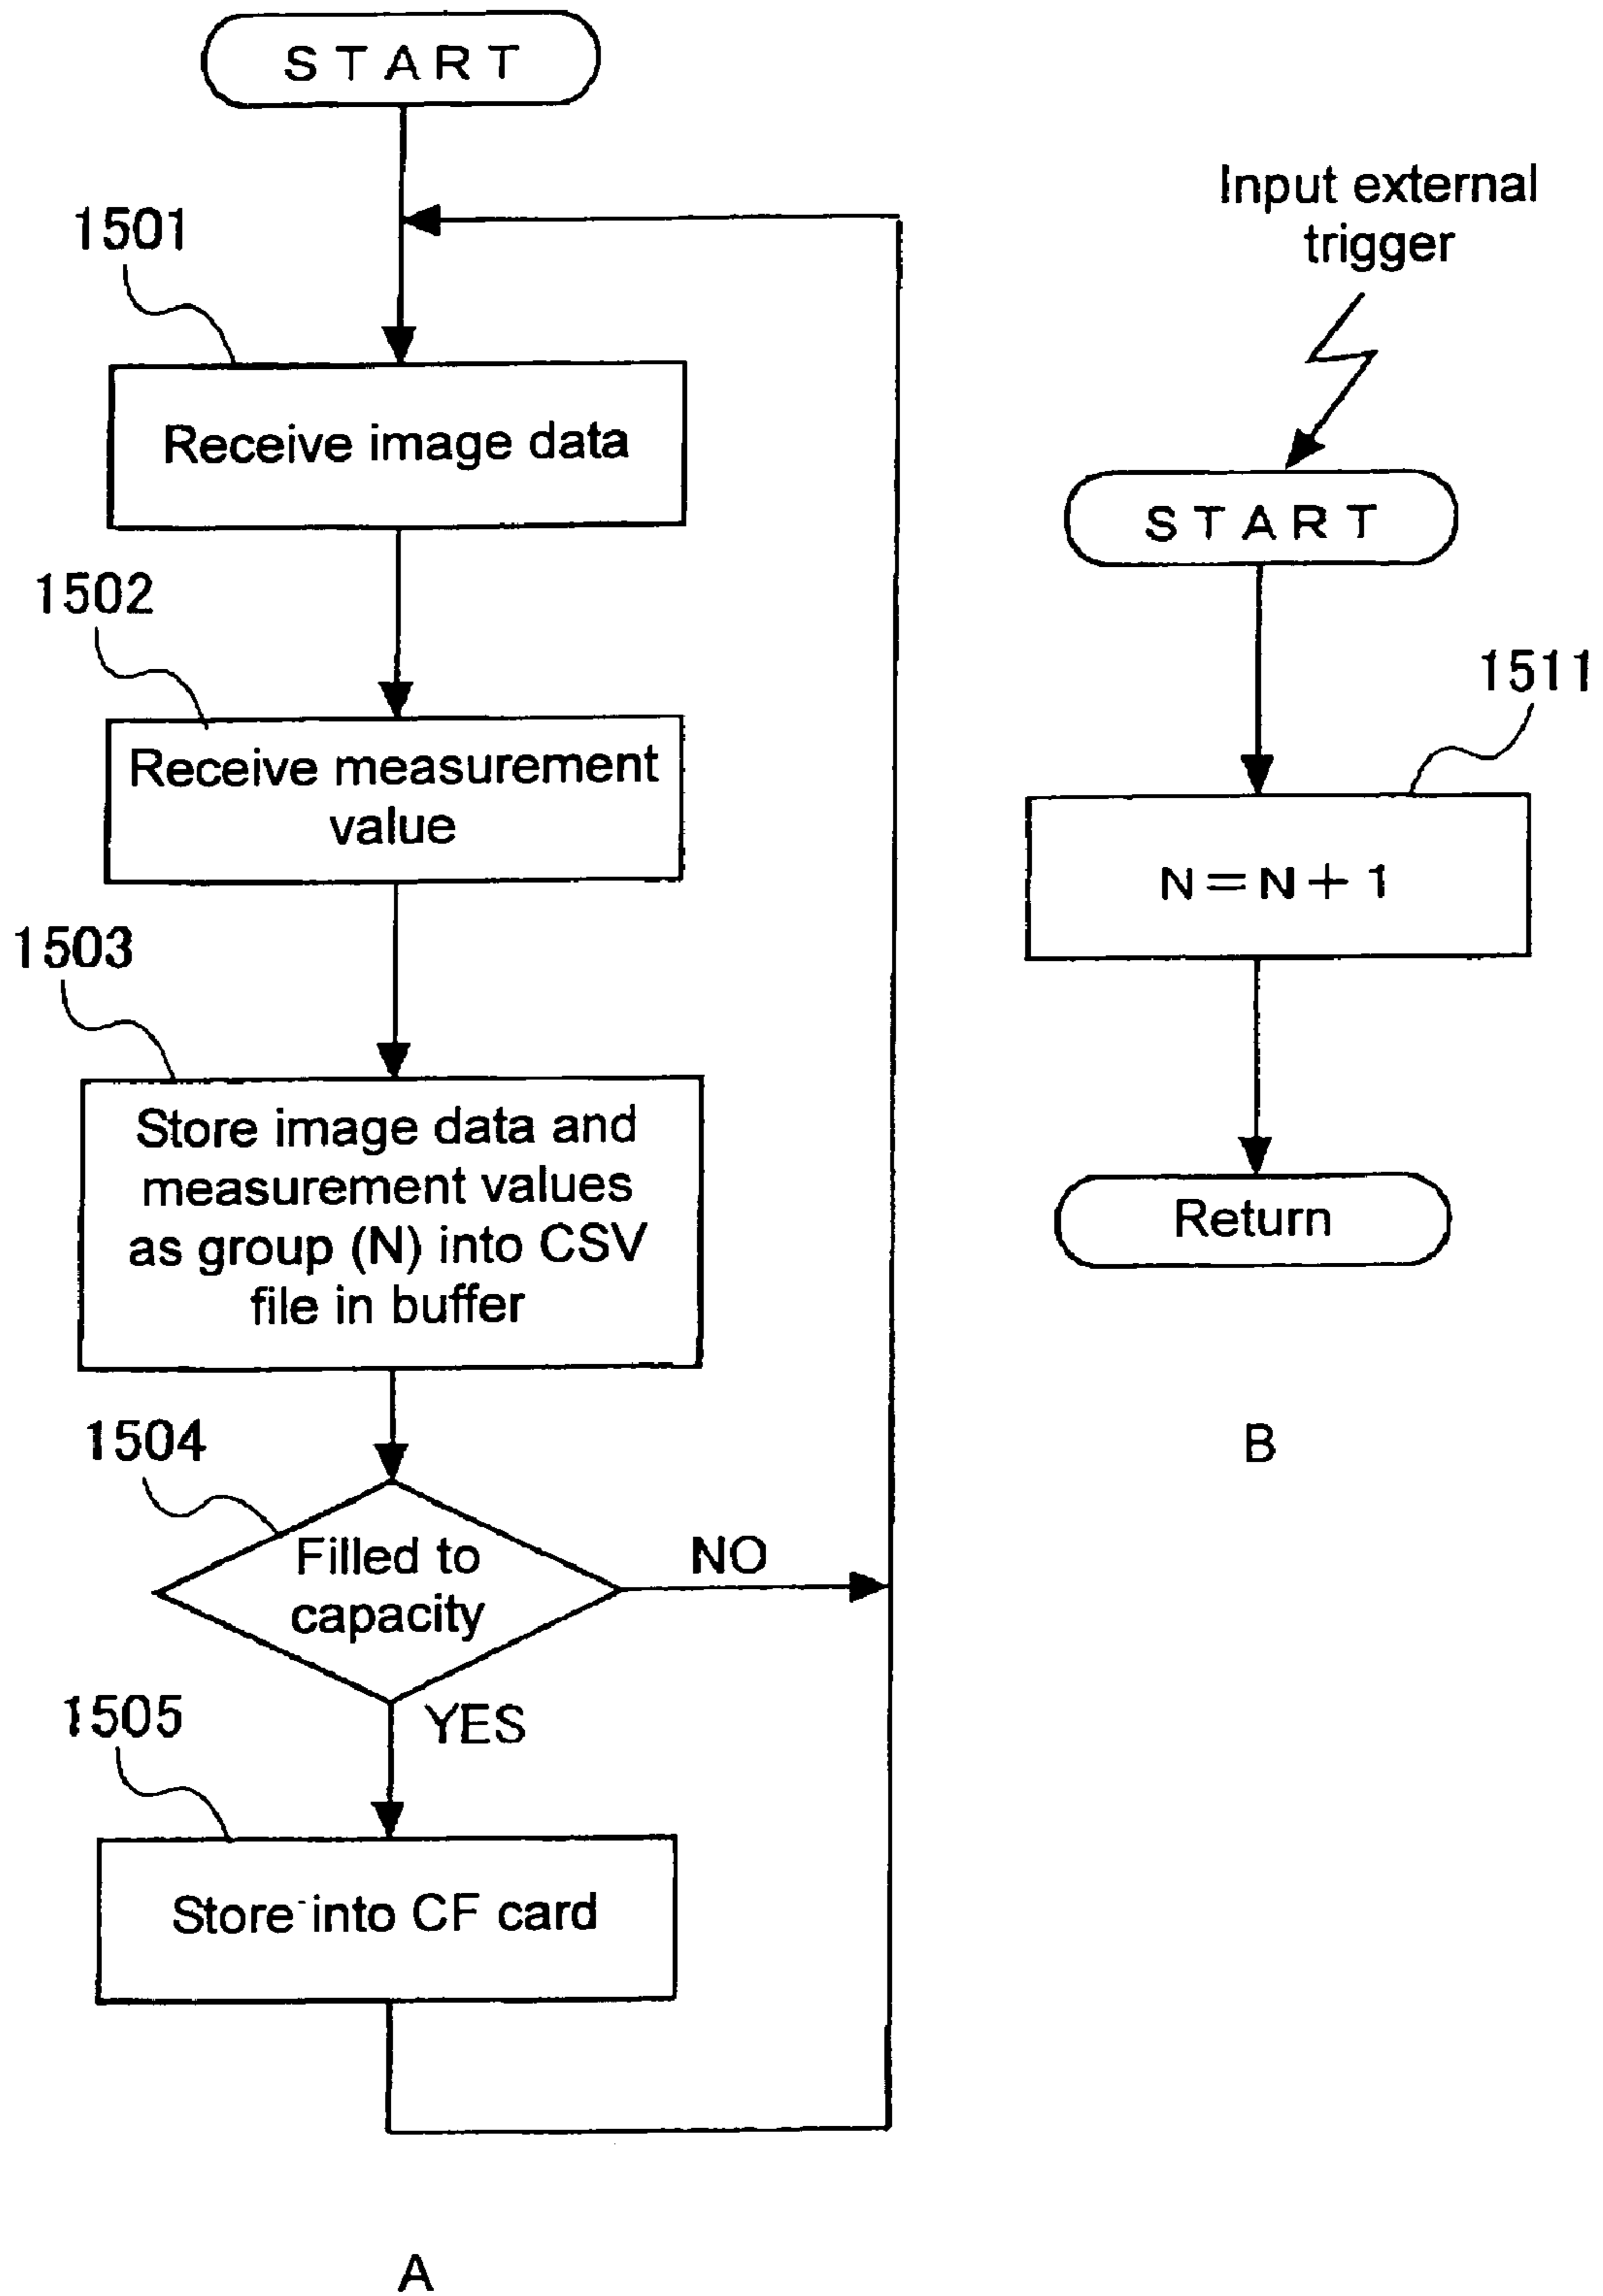 START
1501
Receive image data
1502
Receive measurement
value
1503
Store image data and
measurement values
as group (N) into CSV
file in buffer
1504
Filled to
capacity
NO
YES
1505
Store into CF card
A
Input external
trigger
START
1511
N=N+1
Return
B